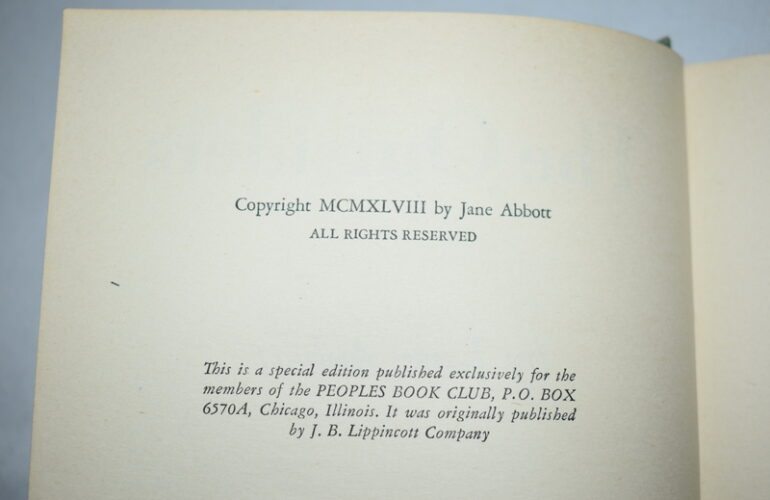 Copyright MCMXLVIII by Jane Abbott
ALL RIGHTS RESERVED
This is a special edition published exclusively for the
members of the PEOPLES BOOK CLUB, P.O. BOX
6570A, Chicago, Illinois. It was originally published
by J. B. Lippincott Company